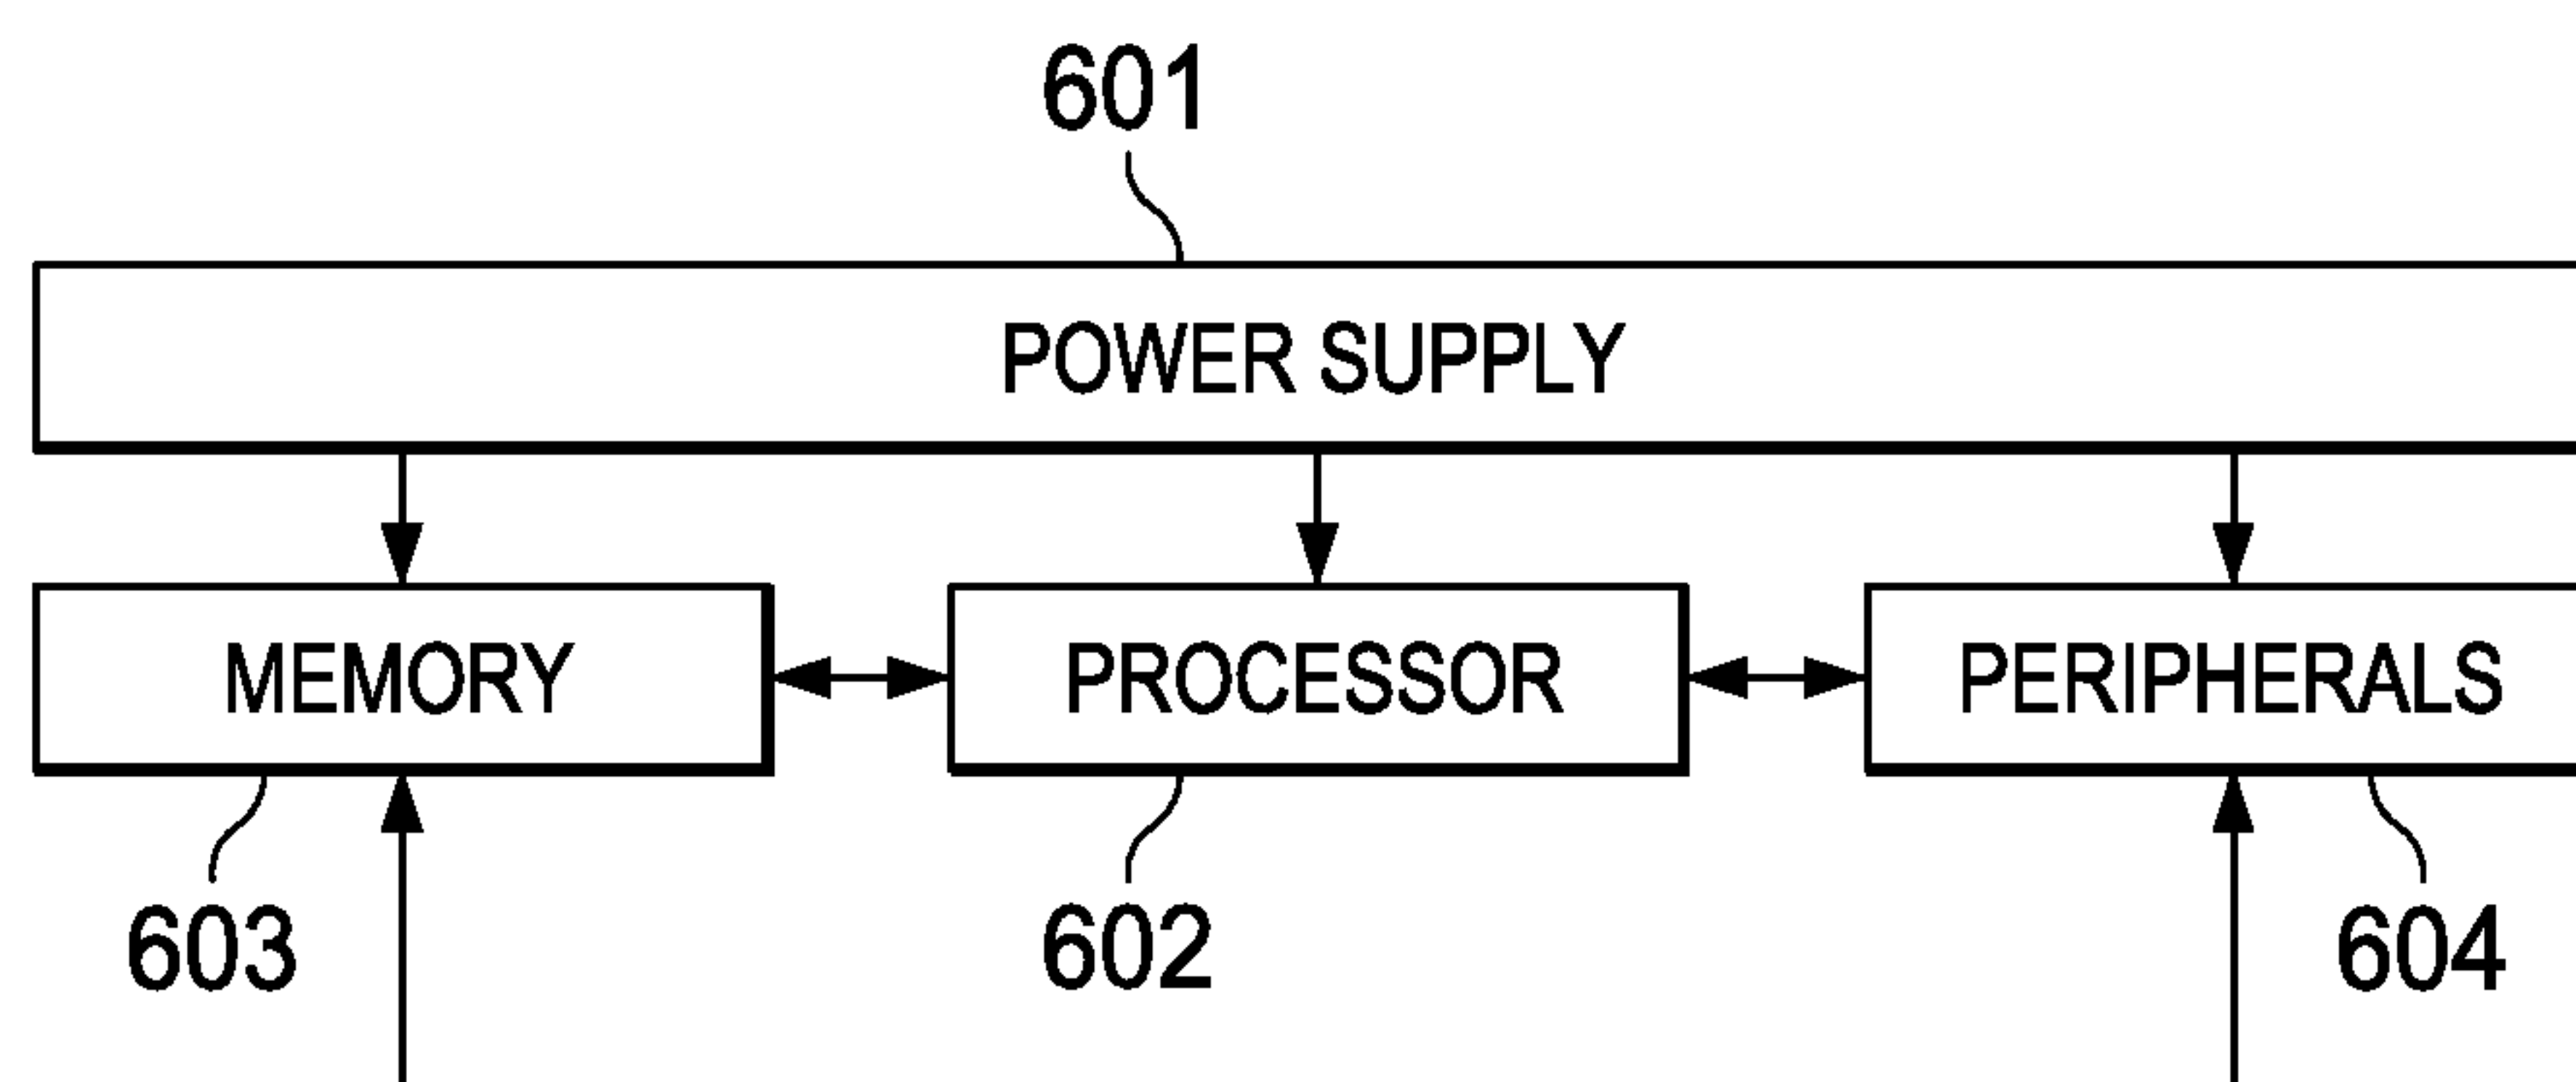 601
POWER SUPPLY
MEMORY
PROCESSOR
PERIPHERALS
603
602
604